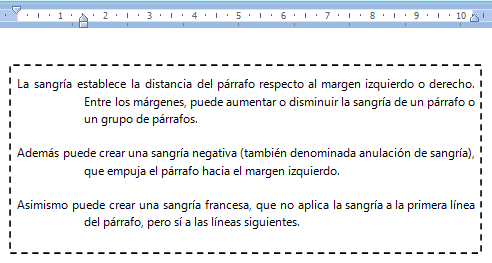 1 2 3 4 5 6 7 8 9 10
La sangría establece la distancia del párrafo respecto al margen izquierdo o derecho.
Entre los márgenes, puede aumentar o disminuir la sangría de un párrafo o
un grupo de párrafos.
Además puede crear una sangría negativa (también denominada anulación de sangría),
que empuja el párrafo hacia el margen izquierdo.
Asimismo puede crear una sangría francesa, que no aplica la sangría a la primera línea
del párrafo, pero sí a las líneas siguientes.